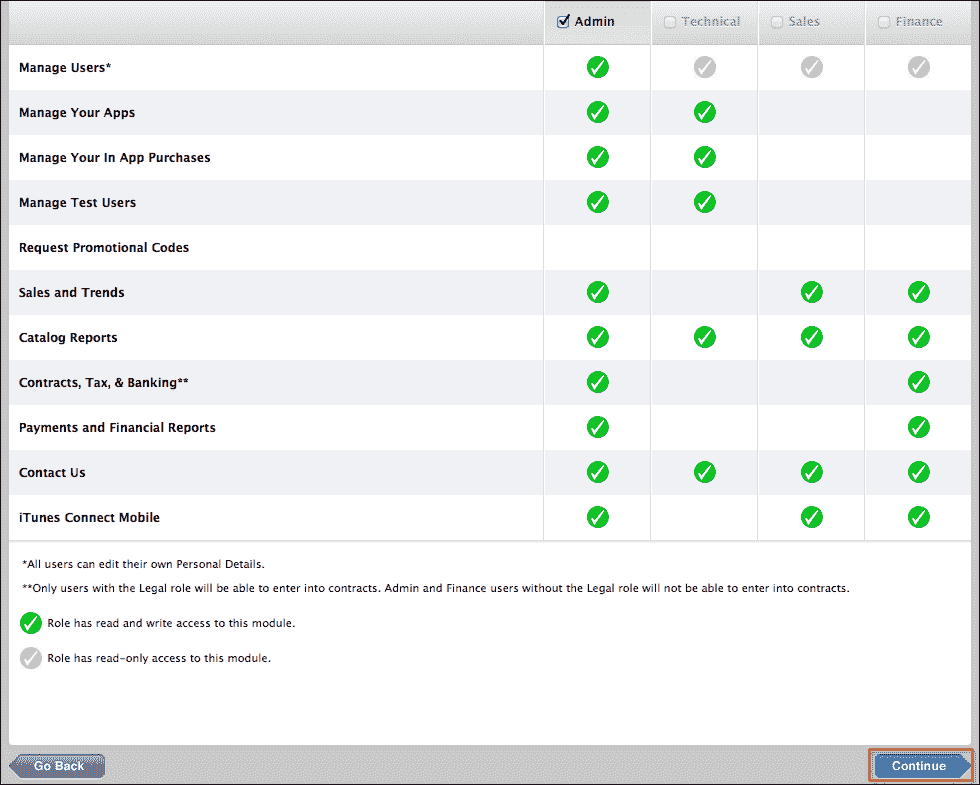 Admin Technical Sales Finance
Manage Users*
Manage Your Apps
Manage Your In App Purchases
Manage Test Users
Request Promotional Codes
Sales and Trends
Catalog Reports
Contracts, Tax, & Banking**
Payments and Financial Reports
Contact Us
iTunes Connect Mobile
*All users can edit their own Personal Details.
**Only users with the Legal role will be able to enter into contracts. Admin and Finance users without the Legal role will not be able to enter into contracts.
Role has read and write access to this module.
Role has read-only access to this module.
Go Back Continue